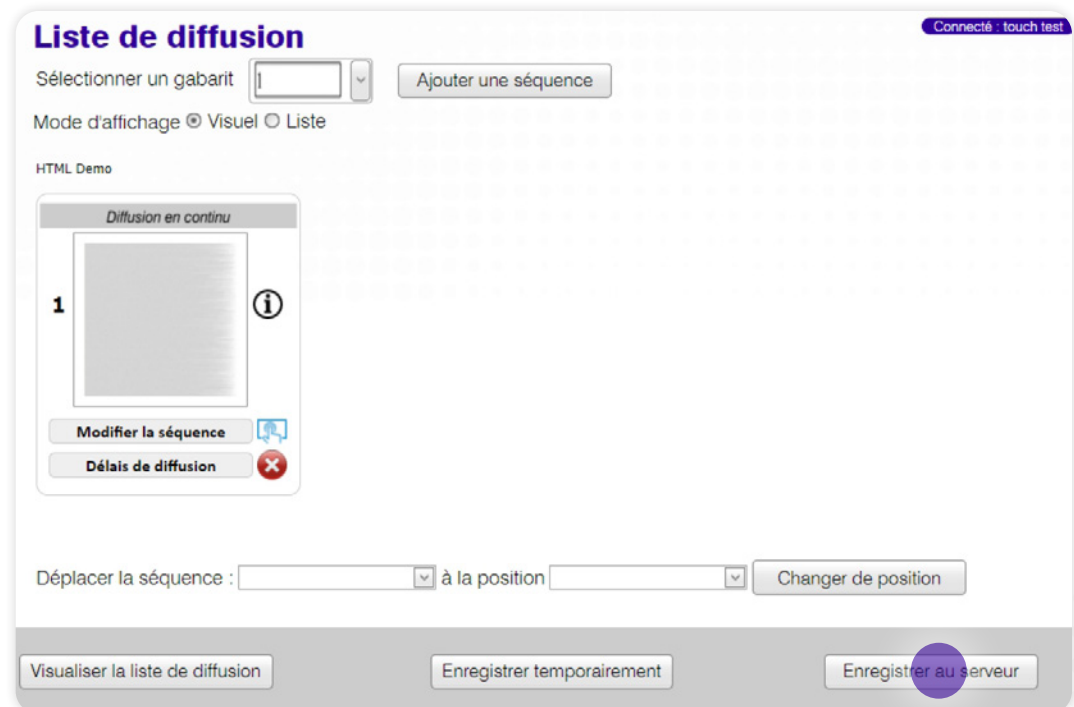 Connecté : touch test
Liste de diffusion
Sélectionner un gabarit 1 Ajouter une séquence
Mode d'affichage Visuel Liste
HTML Demo
Diffusion en continu
1
Modifier la séquence
Délais de diffusion
Déplacer la séquence : à la position Changer de position
Visualiser la liste de diffusion Enregistrer temporairement Enregistrer au serveur